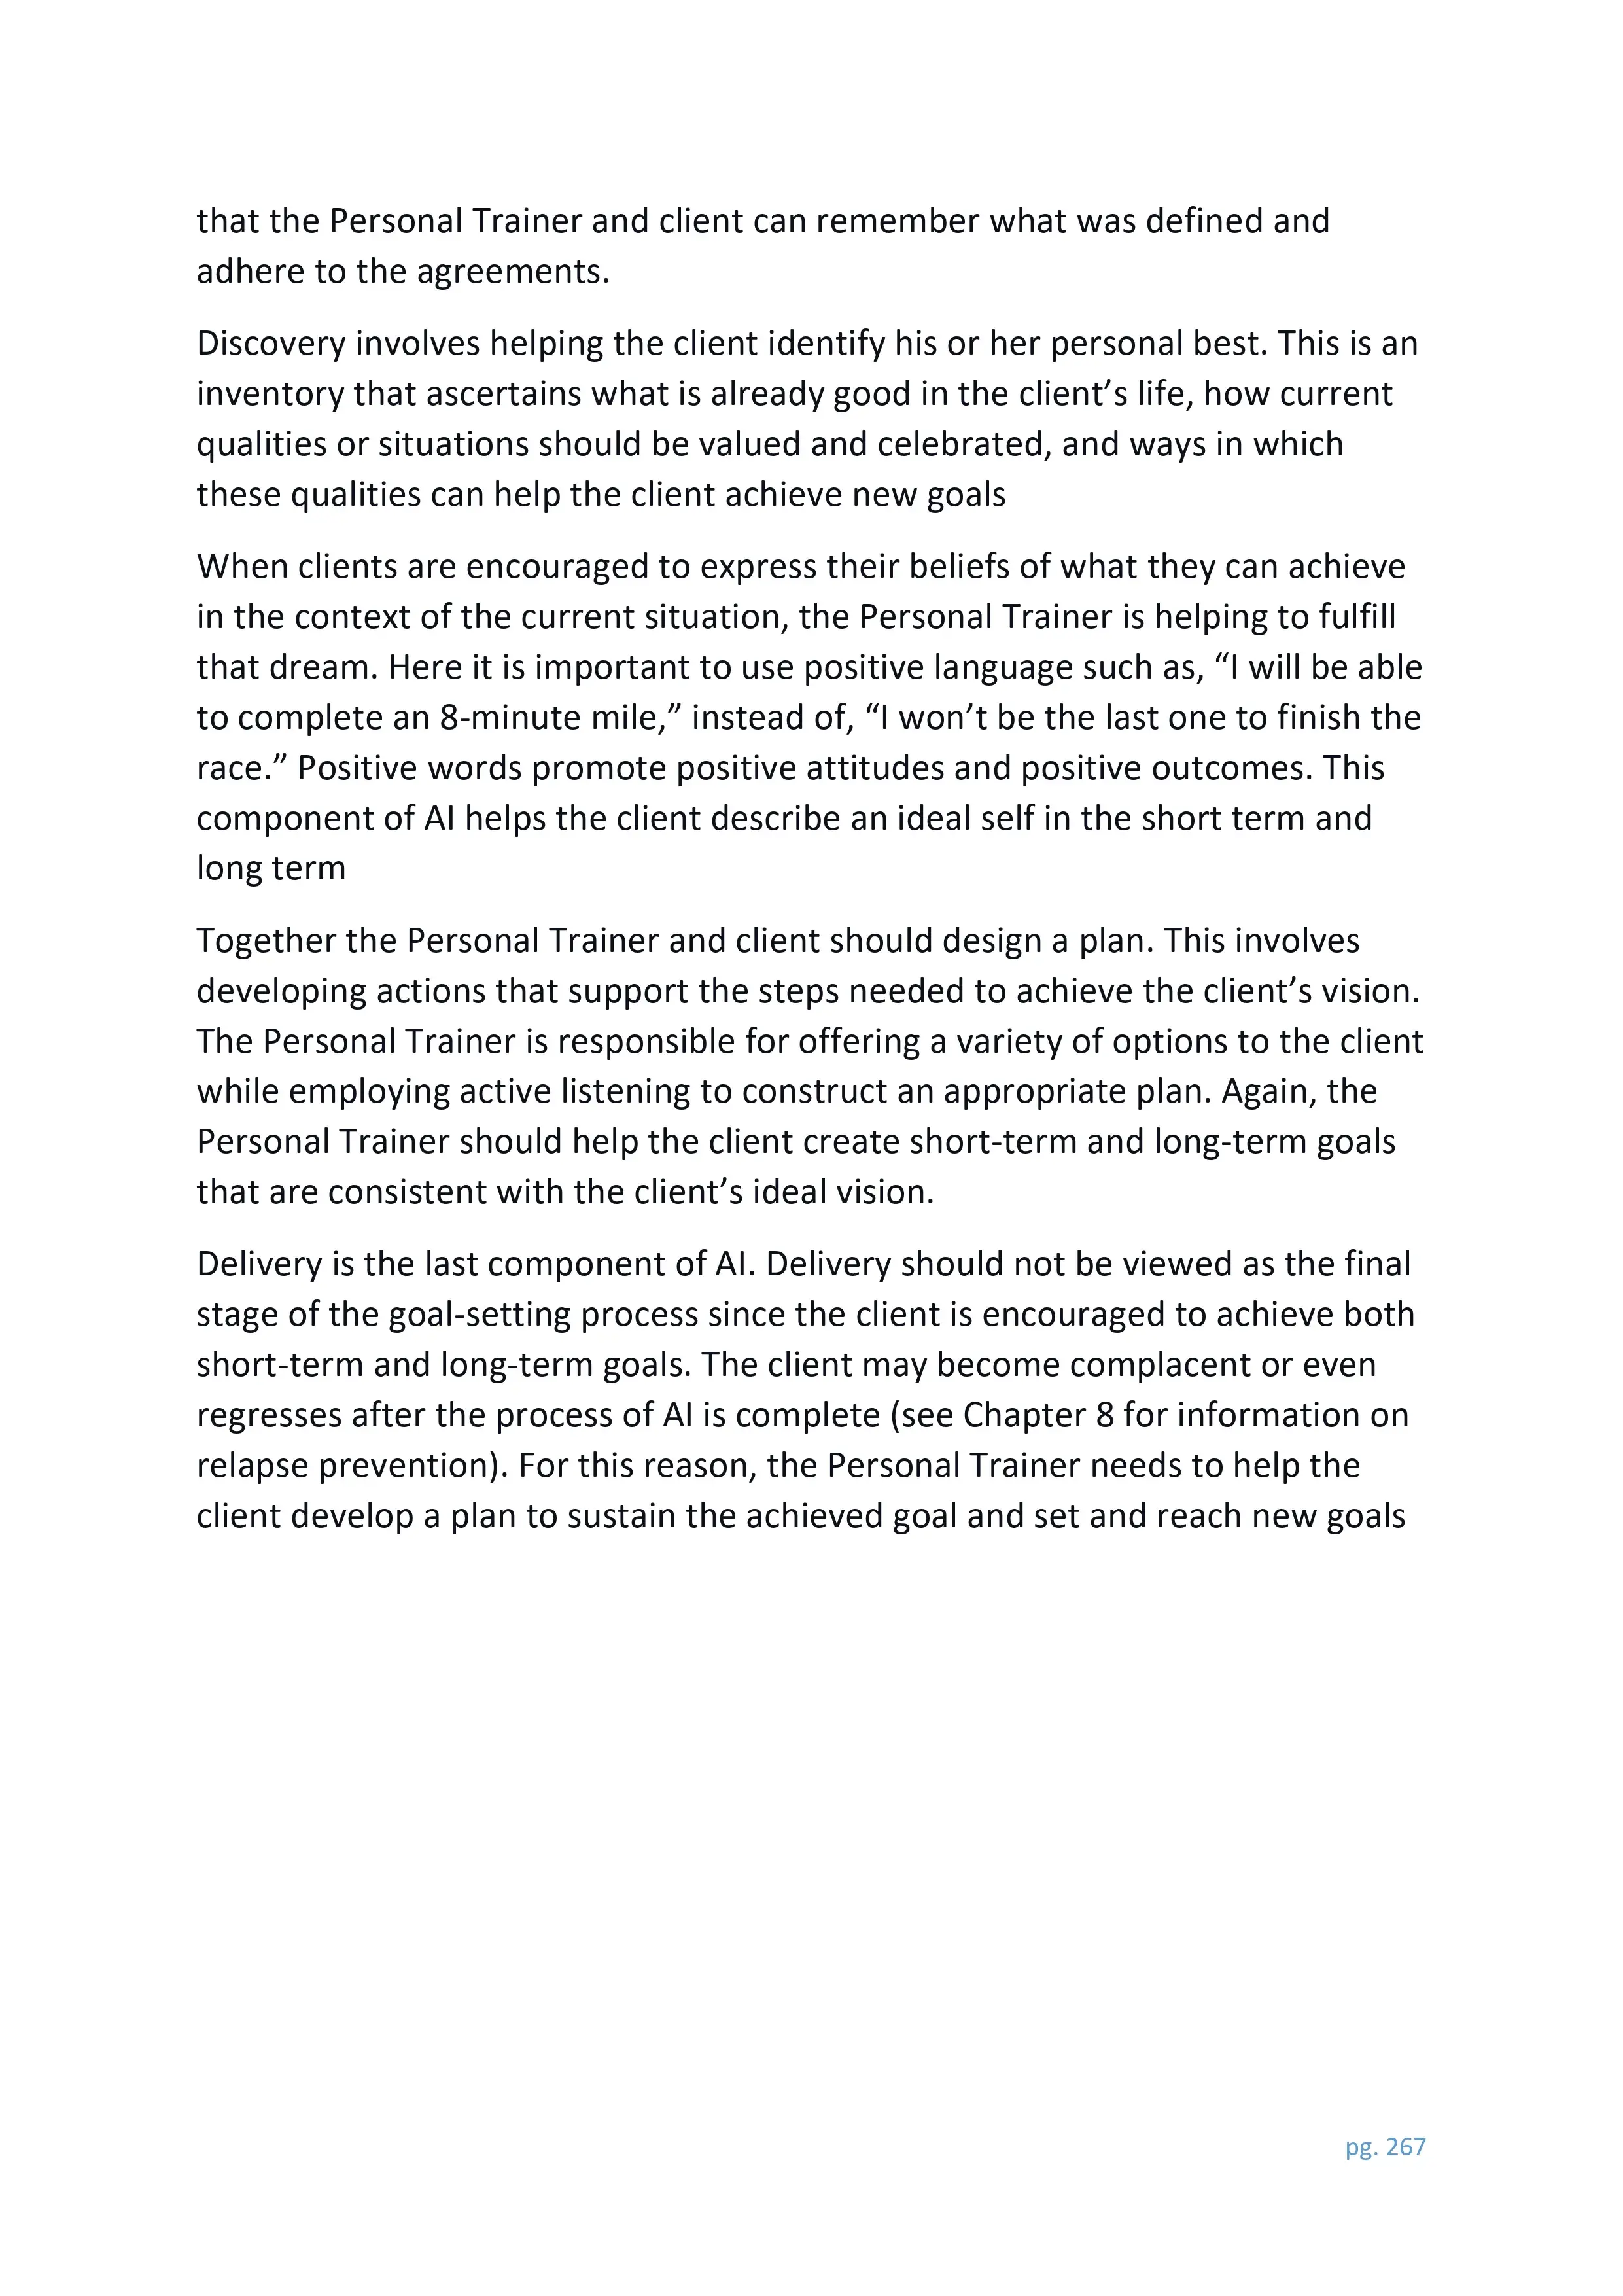 that the Personal Trainer and client can remember what was defined and
adhere to the agreements.
Discovery involves helping the client identify his or her personal best. This is an
inventory that ascertains what is already good in the client’s life, how current
qualities or situations should be valued and celebrated, and ways in which
these qualities can help the client achieve new goals
When clients are encouraged to express their beliefs of what they can achieve
in the context of the current situation, the Personal Trainer is helping to fulfill
that dream. Here it is important to use positive language such as, “I will be able
to complete an 8-minute mile,” instead of, “I won’t be the last one to finish the
race.” Positive words promote positive attitudes and positive outcomes. This
component of AI helps the client describe an ideal self in the short term and
long term
Together the Personal Trainer and client should design a plan. This involves
developing actions that support the steps needed to achieve the client’s vision.
The Personal Trainer is responsible for offering a variety of options to the client
while employing active listening to construct an appropriate plan. Again, the
Personal Trainer should help the client create short-term and long-term goals
that are consistent with the client’s ideal vision.
Delivery is the last component of AI. Delivery should not be viewed as the final
stage of the goal-setting process since the client is encouraged to achieve both
short-term and long-term goals. The client may become complacent or even
regresses after the process of AI is complete (see Chapter 8 for information on
relapse prevention). For this reason, the Personal Trainer needs to help the
client develop a plan to sustain the achieved goal and set and reach new goals
pg. 267